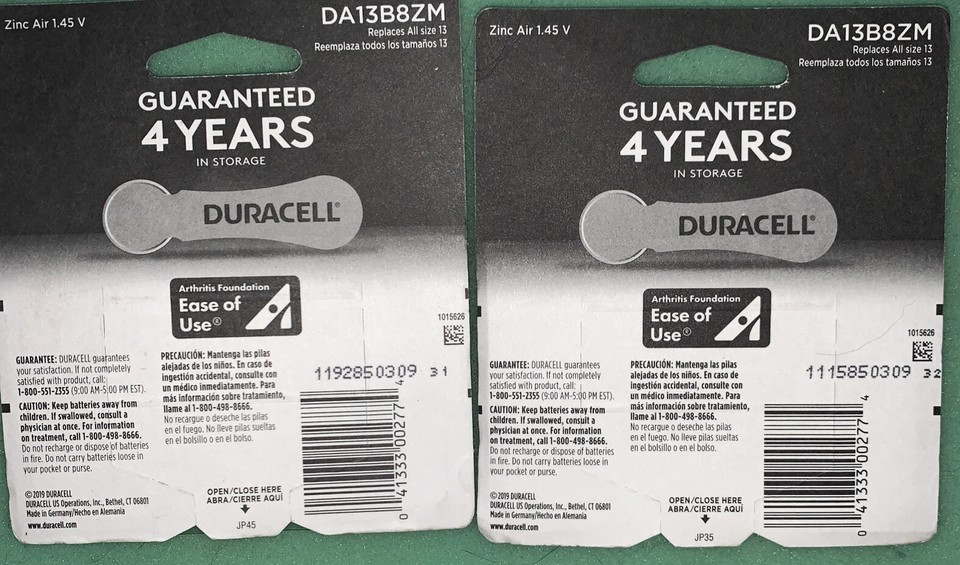 Zinc Air 1.45 V
DA13B8ZM
Replaces All size 13
Reemplaza todos los tamaños 13
GUARANTEED
4 YEARS
IN STORAGE
DURACELL®
Arthritis Foundation
Ease of
Use®
1015626
GUARANTEE: DURACELL guarantees
your satisfaction. If not completely
satisfied with product, call:
1-800-551-2355 (9:00 AM-5:00 PM EST).
CAUTION: Keep batteries away from
children. If swallowed, consult a
physician at once. For information
on treatment, call 1-800-498-8666.
Do not recharge or dispose of batteries
in fire. Do not carry batteries loose in
your pocket or purse.
PRECAUCIÓN: Mantenga las pilas
alejadas de los niños. En caso de
ingestión accidental, consulte con
un médico inmediatamente. Para
más información sobre tratamiento,
llame al 1-800-498-8666.
No recargue o deseche las pilas
en el fuego. No lleve pilas sueltas
en el bolsillo o en el bolso.
1192850309 31
0 41333 00277 4
©2019 DURACELL
DURACELL US Operations, Inc., Bethel, CT 06801
Made in Germany/Hecho en Alemania
www.duracell.com
OPEN/CLOSE HERE
ABRA/CIERRE AQUÍ
JP45
Zinc Air 1.45 V
DA13B8ZM
Replaces All size 13
Reemplaza todos los tamaños 13
GUARANTEED
4 YEARS
IN STORAGE
DURACELL®
Arthritis Foundation
Ease of
Use®
1015626
GUARANTEE: DURACELL guarantees
your satisfaction. If not completely
satisfied with product, call:
1-800-551-2355 (9:00 AM-5:00 PM EST).
CAUTION: Keep batteries away from
children. If swallowed, consult a
physician at once. For information
on treatment, call 1-800-498-8666.
Do not recharge or dispose of batteries
in fire. Do not carry batteries loose in
your pocket or purse.
PRECAUCIÓN: Mantenga las pilas
alejadas de los niños. En caso de
ingestión accidental, consulte con
un médico inmediatamente. Para
más información sobre tratamiento,
llame al 1-800-498-8666.
No recargue o deseche las pilas
en el fuego. No lleve pilas sueltas
en el bolsillo o en el bolso.
1115850309 32
0 41333 00277 4
©2019 DURACELL
DURACELL US Operations, Inc., Bethel, CT 06801
Made in Germany/Hecho en Alemania
www.duracell.com
OPEN/CLOSE HERE
ABRA/CIERRE AQUÍ
JP35